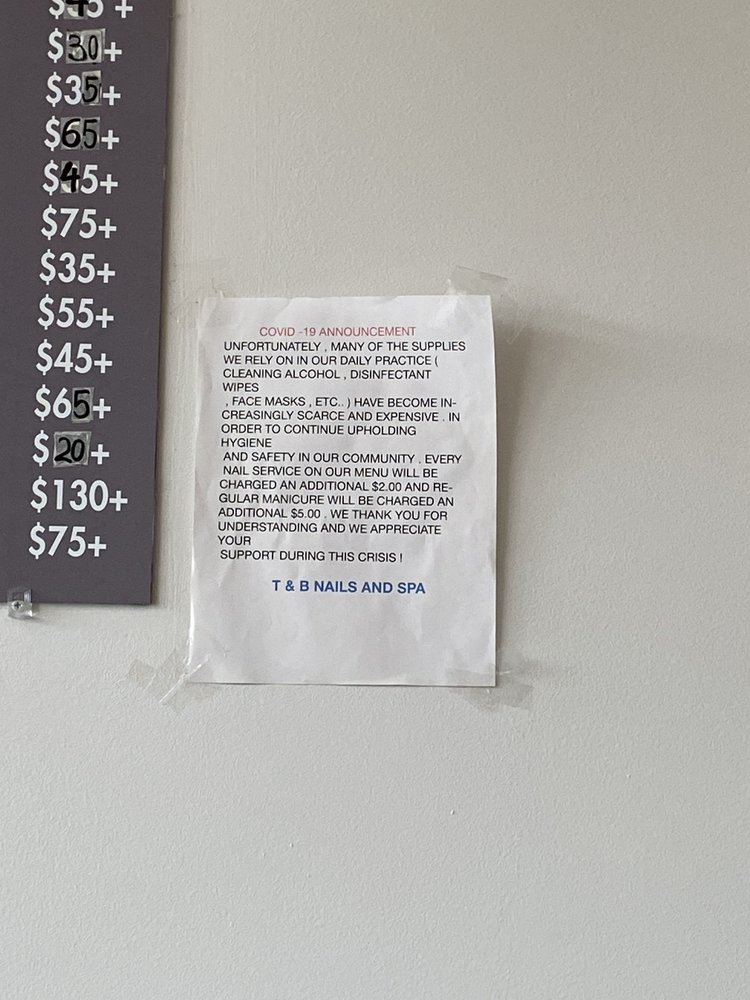 $45+
$30+
$35+
$65+
$45+
$75+
$35+
$55+
$45+
$65+
$20+
$130+
$75+
COVID -19 ANNOUNCEMENT
UNFORTUNATELY , MANY OF THE SUPPLIES
WE RELY ON IN OUR DAILY PRACTICE (
CLEANING ALCOHOL , DISINFECTANT
WIPES
, FACE MASKS , ETC.. ) HAVE BECOME IN-
CREASINGLY SCARCE AND EXPENSIVE . IN
ORDER TO CONTINUE UPHOLDING
HYGIENE
AND SAFETY IN OUR COMMUNITY . EVERY
NAIL SERVICE ON OUR MENU WILL BE
CHARGED AN ADDITIONAL $2.00 AND RE-
GULAR MANICURE WILL BE CHARGED AN
ADDITIONAL $5.00 . WE THANK YOU FOR
UNDERSTANDING AND WE APPRECIATE
YOUR
SUPPORT DURING THIS CRISIS !
T & B NAILS AND SPA